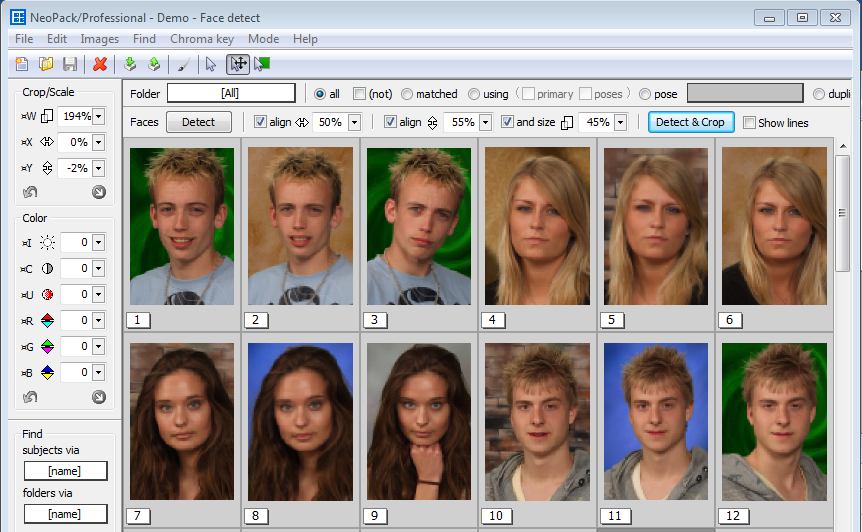 NeoPack/Professional - Demo - Face detect
File Edit Images Find Chroma key Mode Help
Crop/Scale
¤W 194%
¤X 0%
¤Y -2%
Color
¤I 0
¤C 0
¤U 0
¤R 0
¤G 0
¤B 0
Find
subjects via
[name]
folders via
[name]
Folder [All] all (not) matched using ( primary poses ) pose dupli
Faces Detect align 50% align 55% and size 45% Detect & Crop Show lines
1 2 3 4 5 6
7 8 9 10 11 12